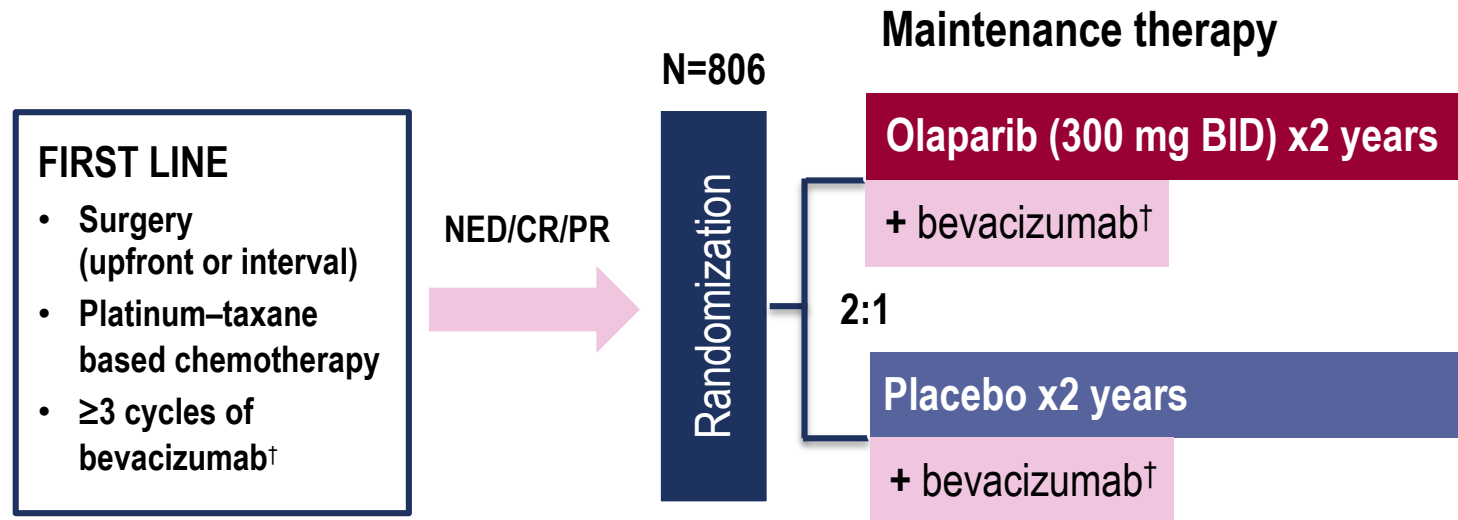 Maintenance therapy
N=806
FIRST LINE
• Surgery
(upfront or interval)
• Platinum–taxane
based chemotherapy
• ≥3 cycles of
bevacizumab†
NED/CR/PR
Randomization
2:1
Olaparib (300 mg BID) x2 years
+ bevacizumab†
Placebo x2 years
+ bevacizumab†